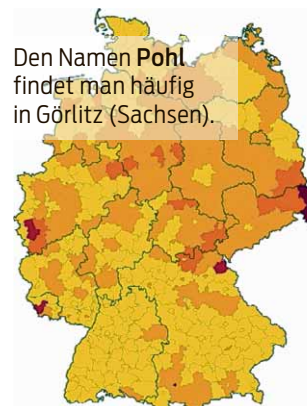 Den Namen Pohl
findet man häufig
in Görlitz (Sachsen).